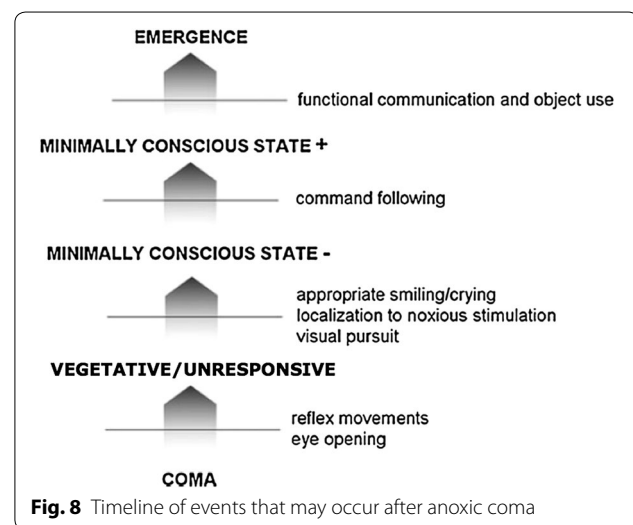 EMERGENCE
functional communication and object use
MINIMALLY CONSCIOUS STATE +
command following
MINIMALLY CONSCIOUS STATE -
appropriate smiling/crying
localization to noxious stimulation
visual pursuit
VEGETATIVE/UNRESPONSIVE
reflex movements
eye opening
COMA
Fig. 8 Timeline of events that may occur after anoxic coma